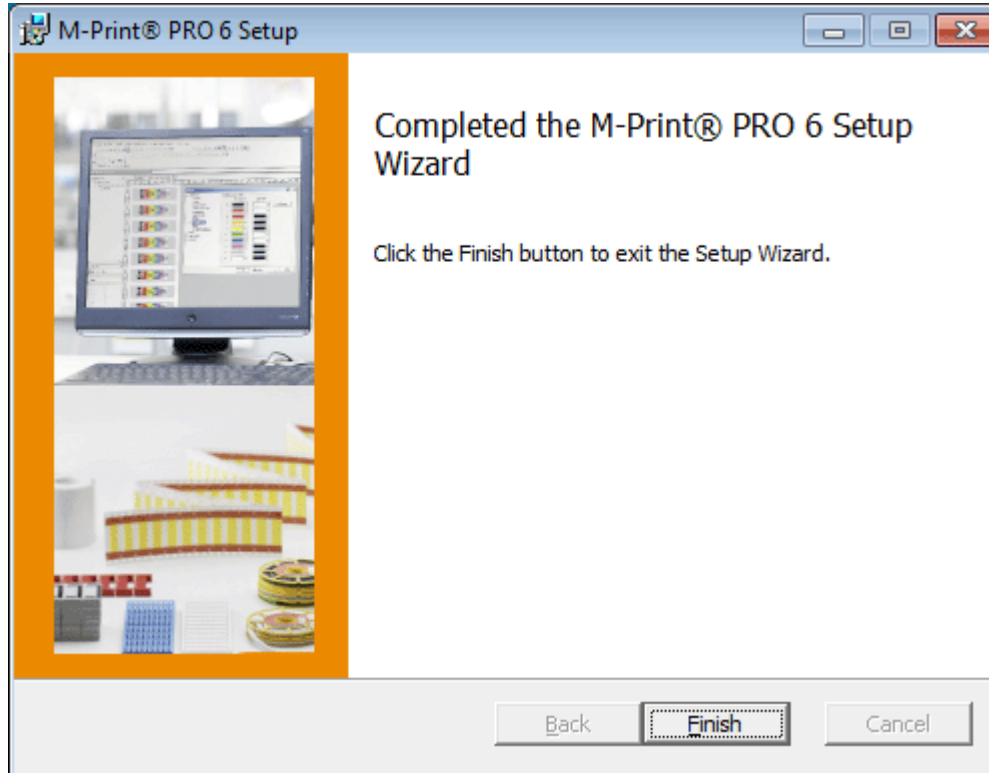 M-Print® PRO 6 Setup
Completed the M-Print® PRO 6 Setup
Wizard
Click the Finish button to exit the Setup Wizard.
Back
Finish
Cancel